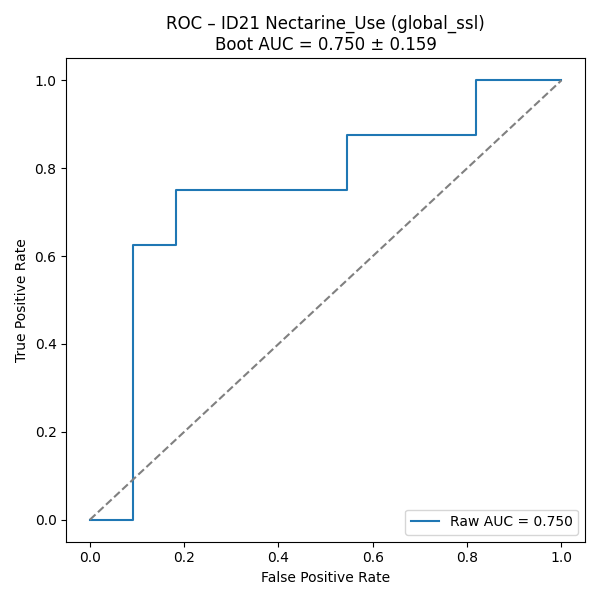 ROC – ID21 Nectarine_Use (global_ssl)
Boot AUC = 0.750 ± 0.159
True Positive Rate
1.0
0.8
0.6
0.4
0.2
0.0
Raw AUC = 0.750
0.0 0.2 0.4 0.6 0.8 1.0
False Positive Rate